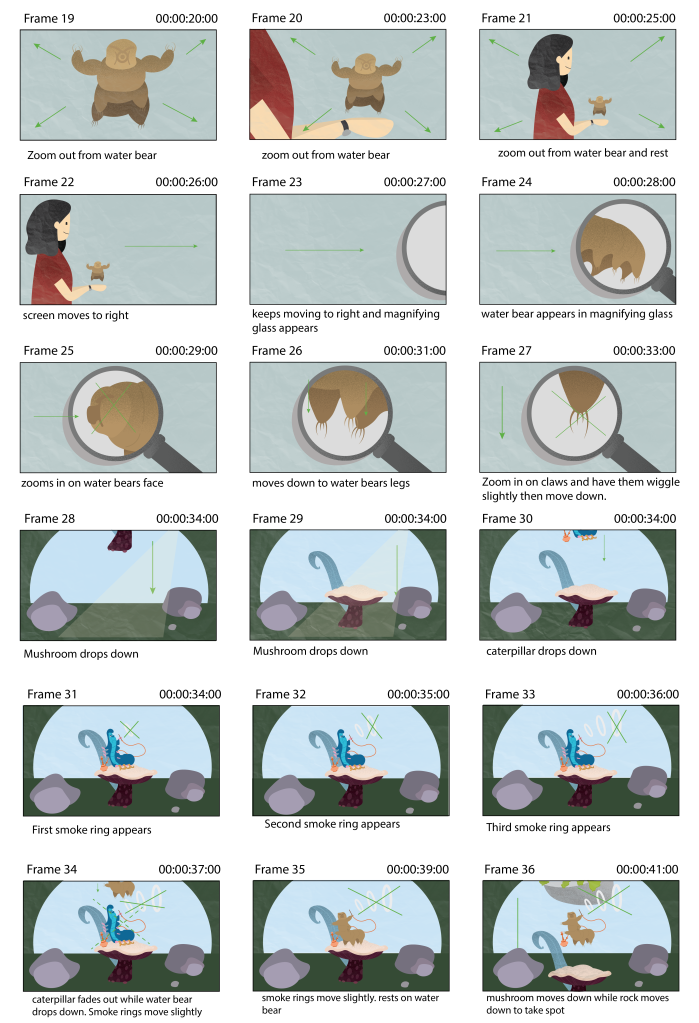 Frame 19 00:00:20:00
Frame 20 00:00:23:00
Frame 21 00:00:25:00
Zoom out from water bear
zoom out from water bear
zoom out from water bear and rest
Frame 22 00:00:26:00
Frame 23 00:00:27:00
Frame 24 00:00:28:00
screen moves to right
keeps moving to right and magnifying
glass appears
water bear appears in magnifying glass
Frame 25 00:00:29:00
Frame 26 00:00:31:00
Frame 27 00:00:33:00
zooms in on water bears face
moves down to water bears legs
Zoom in on claws and have them wiggle
slightly then move down.
Frame 28 00:00:34:00
Frame 29 00:00:34:00
Frame 30 00:00:34:00
Mushroom drops down
Mushroom drops down
caterpillar drops down
Frame 31 00:00:34:00
Frame 32 00:00:35:00
Frame 33 00:00:36:00
First smoke ring appears
Second smoke ring appears
Third smoke ring appears
Frame 34 00:00:37:00
Frame 35 00:00:39:00
Frame 36 00:00:41:00
caterpillar fades out while water bear
drops down. Smoke rings move slightly
smoke rings move slightly. rests on water
bear
mushroom moves down while rock moves
down to take spot